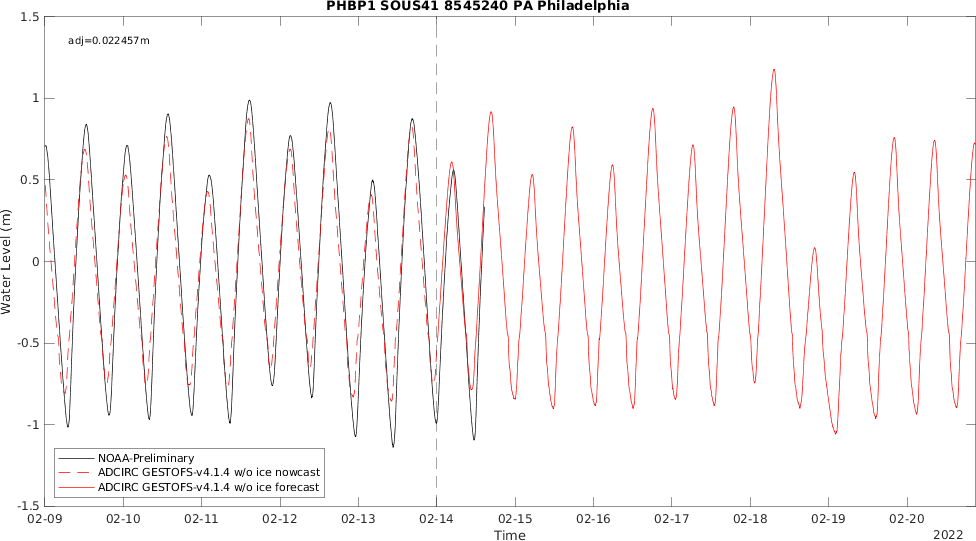 PHBP1 SOUS41 8545240 PA Philadelphia
adj=0.022457m
1.5
1
0.5
0
-0.5
-1
-1.5
Water Level (m)
NOAA-Preliminary
ADCIRC GESTOFS-v4.1.4 w/o ice nowcast
ADCIRC GESTOFS-v4.1.4 w/o ice forecast
02-09 02-10 02-11 02-12 02-13 02-14 02-15 02-16 02-17 02-18 02-19 02-20
Time
2022